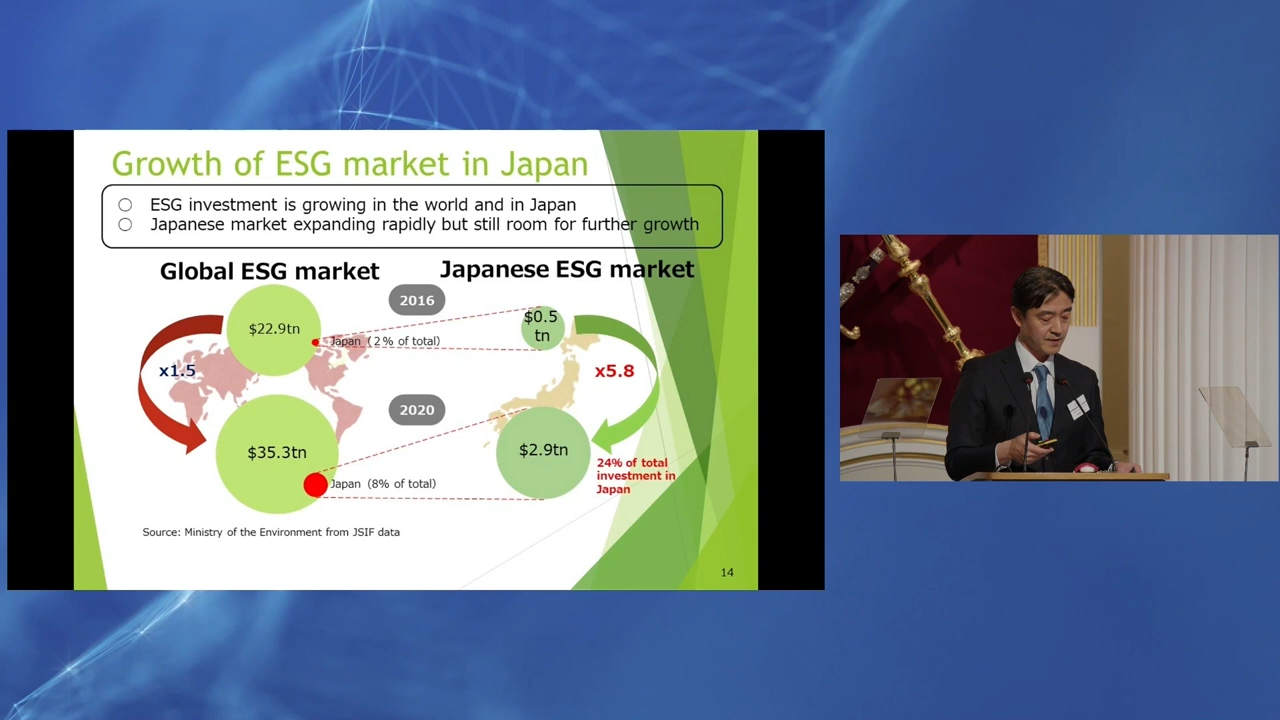 Growth of ESG market in Japan
○ ESG investment is growing in the world and in Japan
○ Japanese market expanding rapidly but still room for further growth
Global ESG market
Japanese ESG market
2016
$22.9tn
Japan (2% of total)
$0.5
tn
x1.5
x5.8
2020
$35.3tn
Japan (8% of total)
$2.9tn
24% of total
investment in
Japan
Source: Ministry of the Environment from JSIF data
14